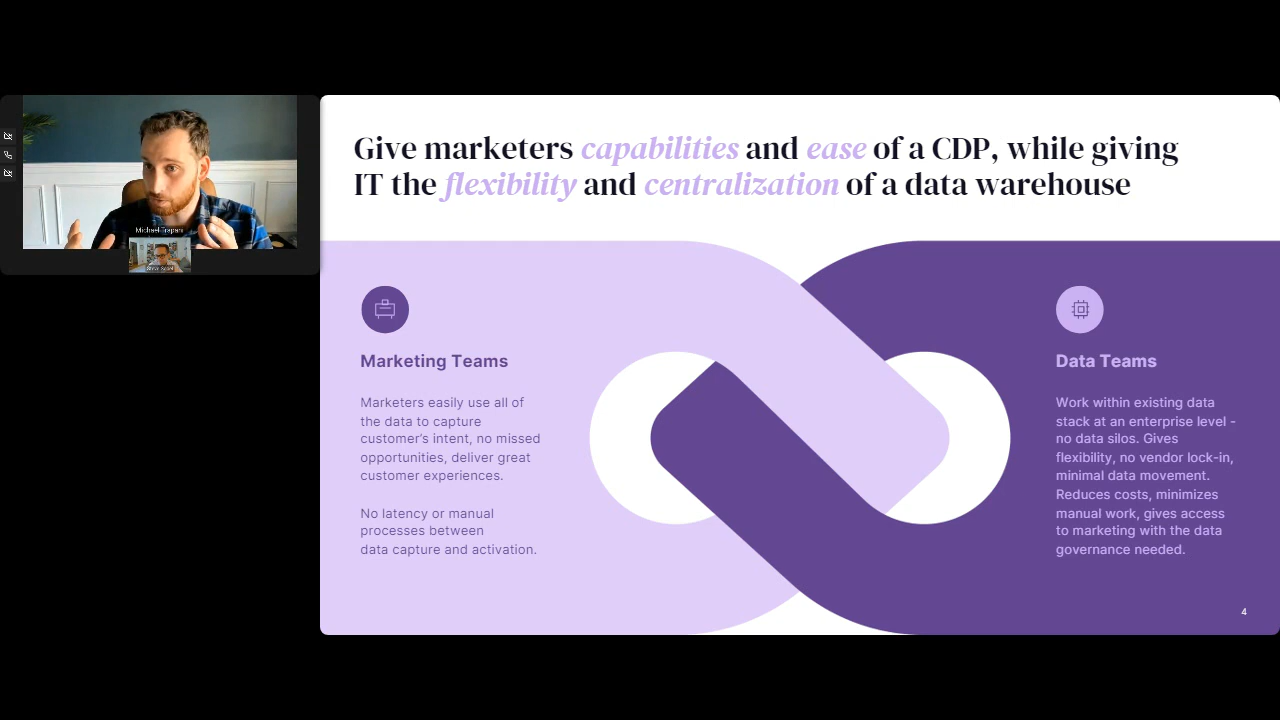 Michael Trapani
Give marketers capabilities and ease of a CDP, while giving
IT the flexibility and centralization of a data warehouse
Marketing Teams
Marketers easily use all of
the data to capture
customer's intent, no missed
opportunities, deliver great
customer experiences.
No latency or manual
processes between
data capture and activation.
Data Teams
Work within existing data
stack at an enterprise level -
no data silos. Gives
flexibility, no vendor lock-in,
minimal data movement.
Reduces costs, minimizes
manual work, gives access
to marketing with the data
governance needed.
4